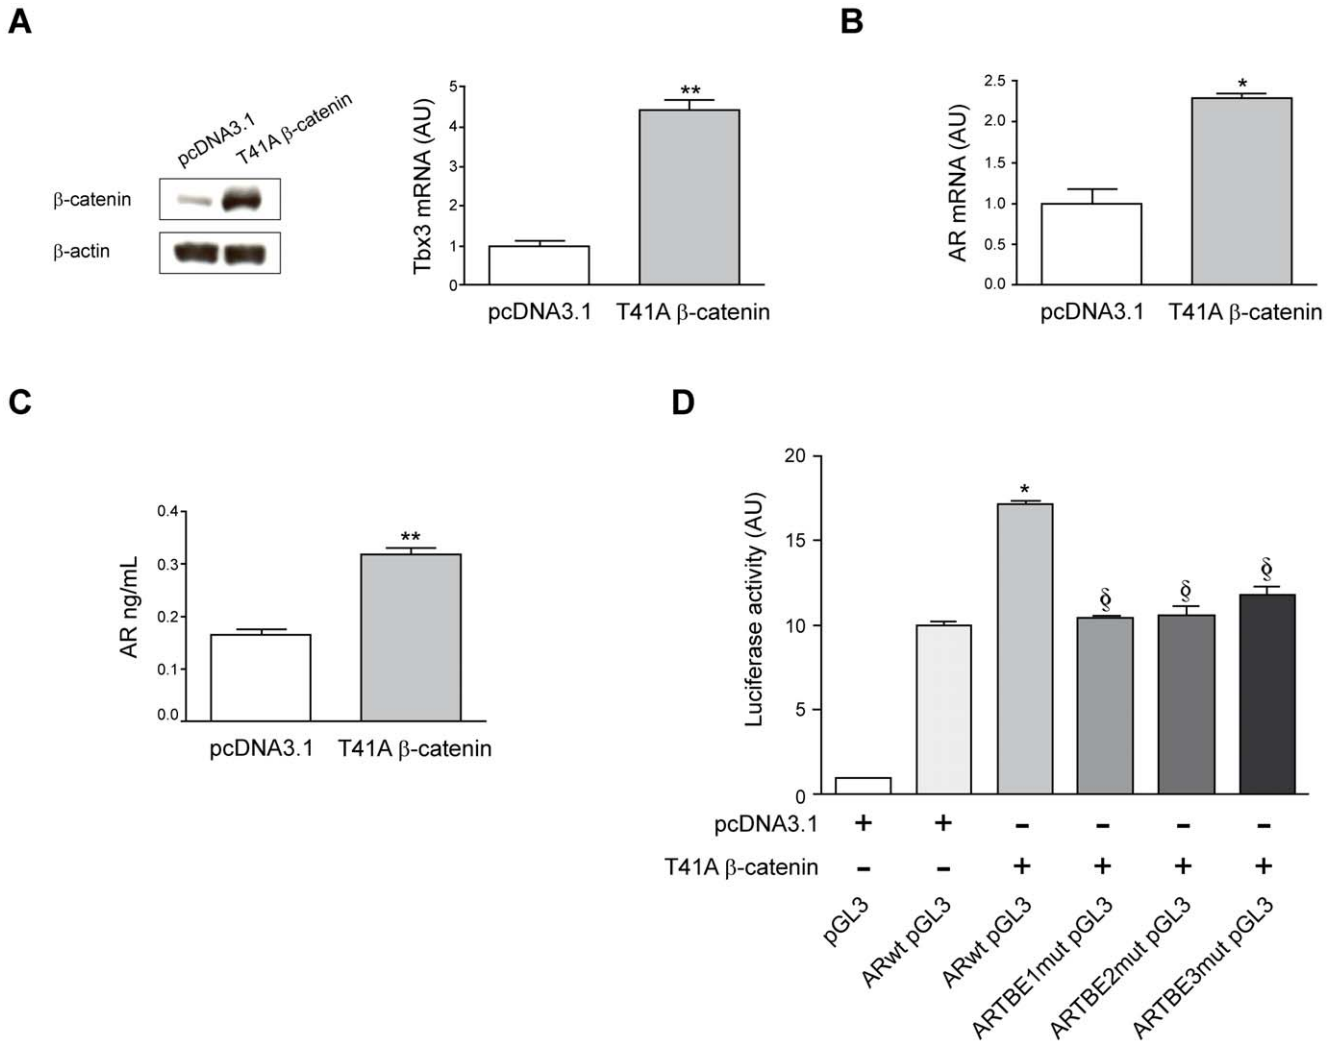 A
B
pcDNA3.1
T41A β-catenin
β-catenin
β-actin
Tbx3 mRNA (AU)
5
4
3
2
1
0
**
pcDNA3.1
T41A β-catenin
AR mRNA (AU)
2.5
2.0
1.5
1.0
0.5
0.0
*
pcDNA3.1
T41A β-catenin
C
D
AR ng/mL
0.4
0.3
0.2
0.1
0.0
**
pcDNA3.1
T41A β-catenin
Luciferase activity (AU)
20
15
10
5
0
*
§
§
§
pcDNA3.1 + + - - - -
T41A β-catenin - - + + + +
pGL3
ARwt pGL3
ARwt pGL3
ARTBE1mut pGL3
ARTBE2mut pGL3
ARTBE3mut pGL3